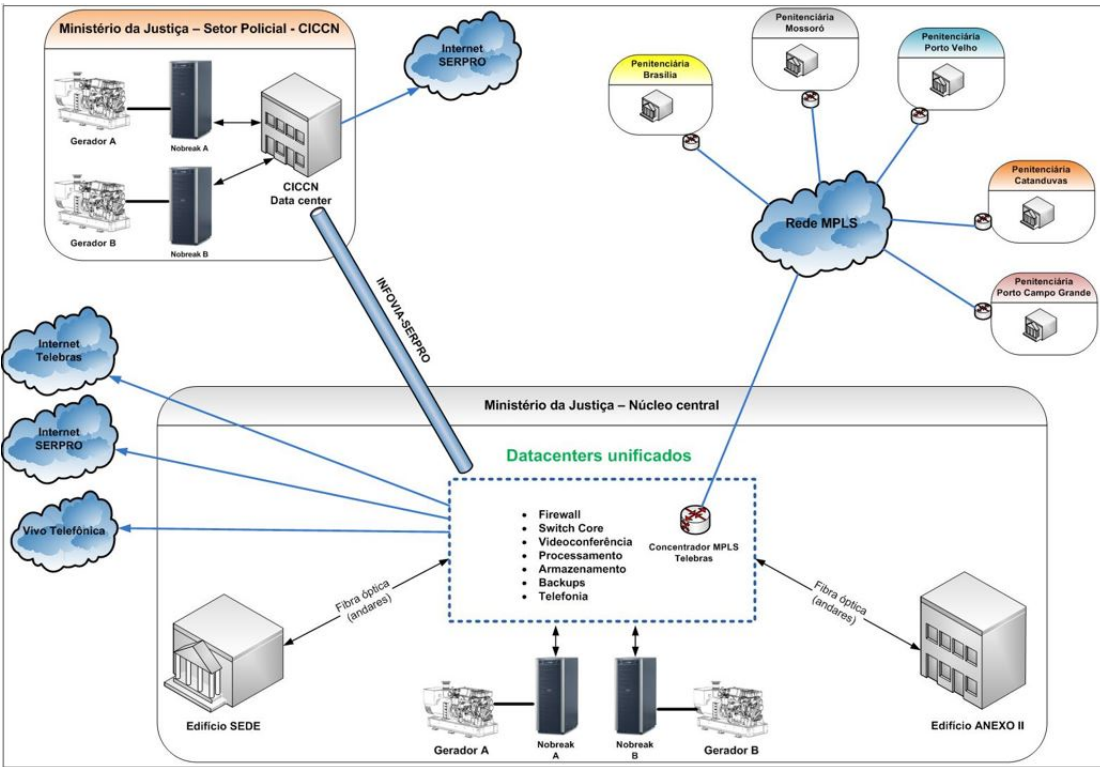 Ministério da Justiça – Setor Policial - CICCN
Gerador A
Nobreak A
Gerador B
Nobreak B
CICCN
Data center
Internet
SERPRO
Penitenciária
Brasília
Penitenciária
Mossoró
Penitenciária
Porto Velho
Penitenciária
Catanduvas
Penitenciária
Porto Campo Grande
Rede MPLS
INFOVIA-SERPRO
Internet
Telebras
Internet
SERPRO
Vivo Telefônica
Ministério da Justiça – Núcleo central
Datacenters unificados
• Firewall
• Switch Core
• Videoconferência
• Processamento
• Armazenamento
• Backups
• Telefonia
Concentrador MPLS
Telebras
Fibra óptica
(andares)
Fibra óptica
(andares)
Edifício SEDE
Gerador A
Nobreak
A
Nobreak
B
Gerador B
Edifício ANEXO II